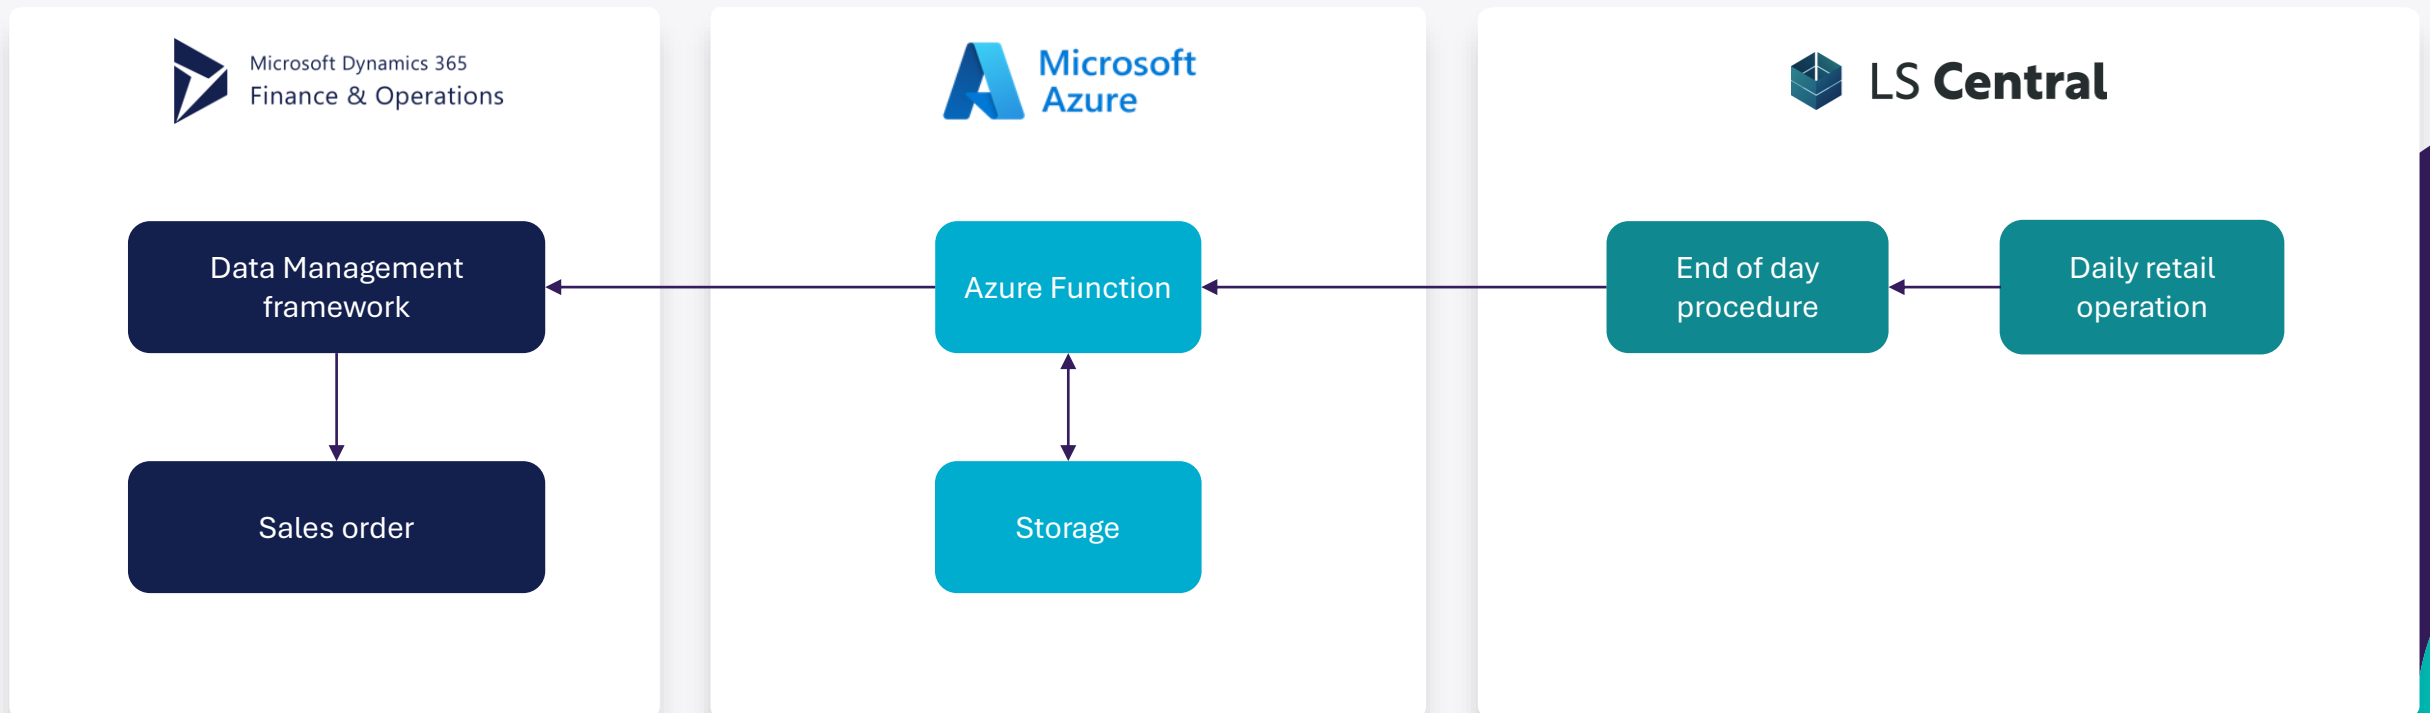 Microsoft Dynamics 365
Finance & Operations
Microsoft
Azure
LS Central
Data Management
framework
Azure Function
End of day
procedure
Daily retail
operation
Sales order
Storage